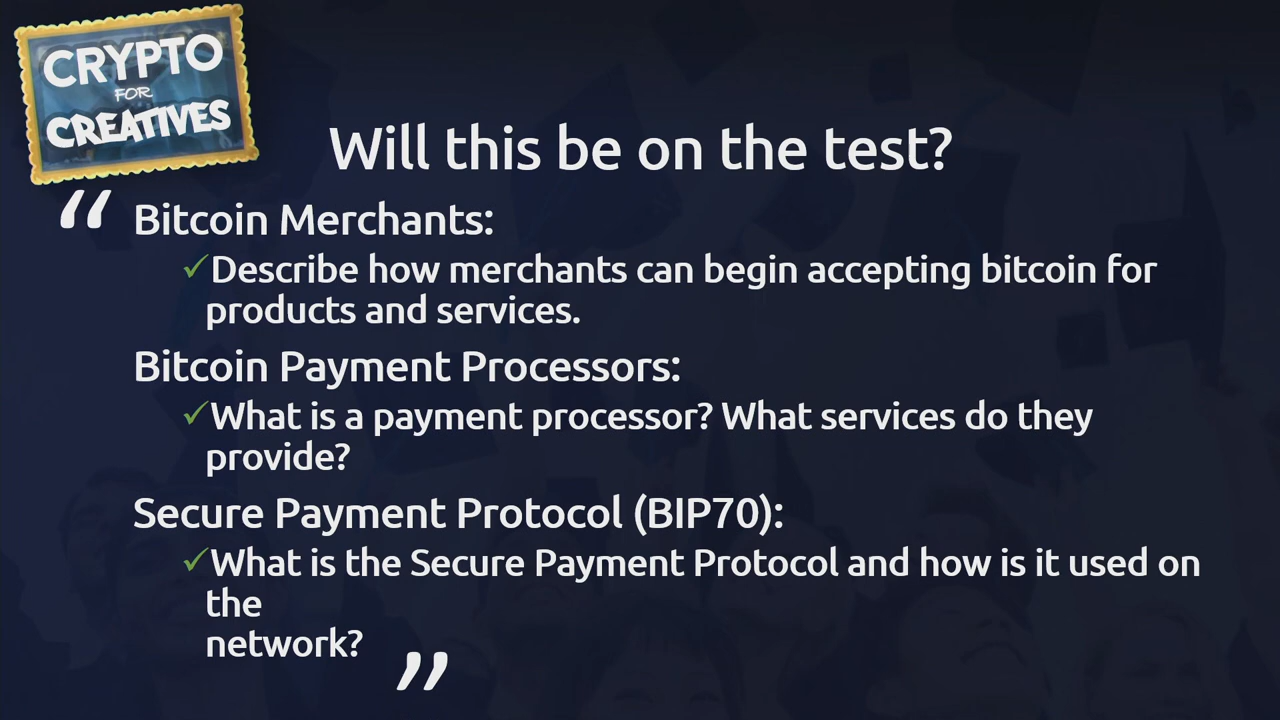 CRYPTO
FOR
CREATIVES
Will this be on the test?
“ Bitcoin Merchants:
✓Describe how merchants can begin accepting bitcoin for
products and services.
Bitcoin Payment Processors:
✓What is a payment processor? What services do they
provide?
Secure Payment Protocol (BIP70):
✓What is the Secure Payment Protocol and how is it used on
the
network? ”